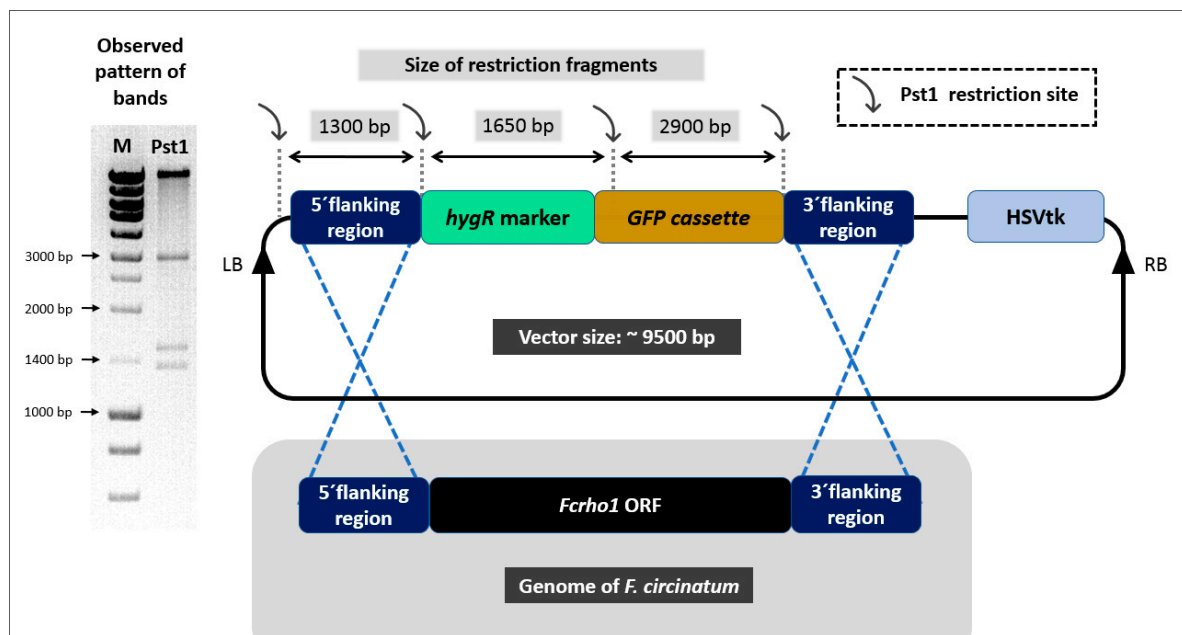 Observed
pattern of
bands
M Pst1
3000 bp
2000 bp
1400 bp
1000 bp
Size of restriction fragments
1300 bp
1650 bp
2900 bp
Pst1 restriction site
5´flanking
region
hygR marker
GFP cassette
3´flanking
region
HSVtk
LB
RB
Vector size: ~ 9500 bp
5´flanking
region
Fcrho1 ORF
3´flanking
region
Genome of F. circinatum